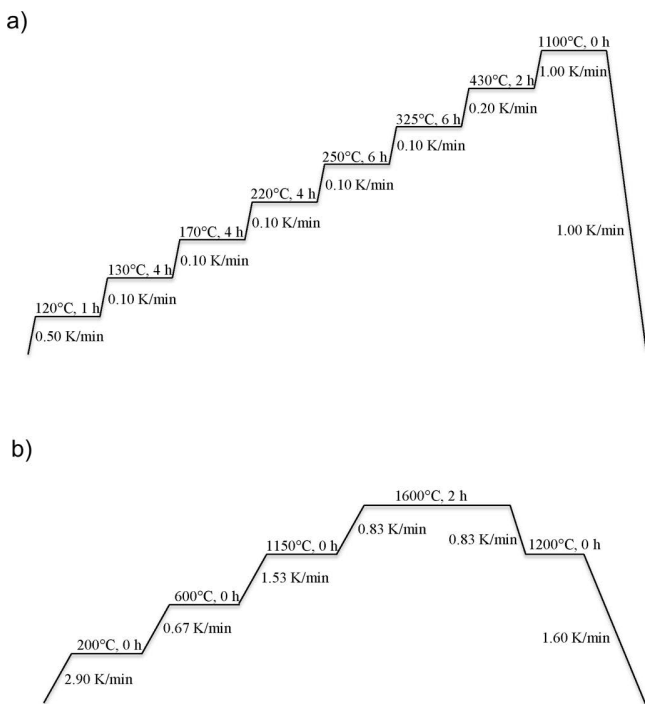 a)
1100°C, 0 h
1.00 K/min
430°C, 2 h
0.20 K/min
325°C, 6 h
0.10 K/min
250°C, 6 h
0.10 K/min
220°C, 4 h
0.10 K/min
170°C, 4 h
0.10 K/min
1.00 K/min
130°C, 4 h
0.10 K/min
120°C, 1 h
0.50 K/min
b)
1600°C, 2 h
0.83 K/min
0.83 K/min
1150°C, 0 h
1200°C, 0 h
1.53 K/min
600°C, 0 h
0.67 K/min
1.60 K/min
200°C, 0 h
2.90 K/min